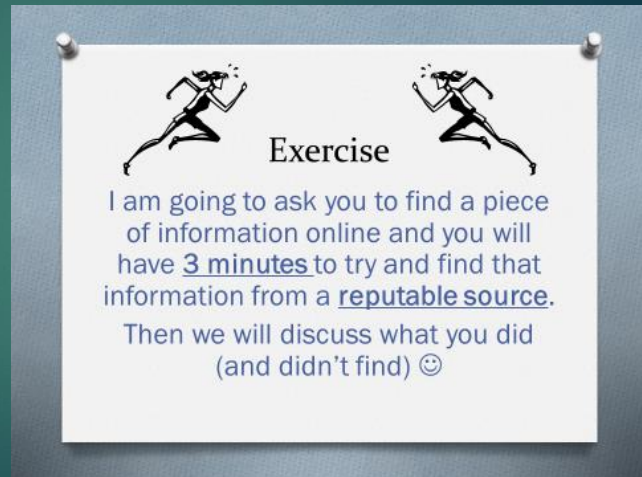 Exercise
I am going to ask you to find a piece
of information online and you will
have 3 minutes to try and find that
information from a reputable source.
Then we will discuss what you did
(and didn't find) ☺